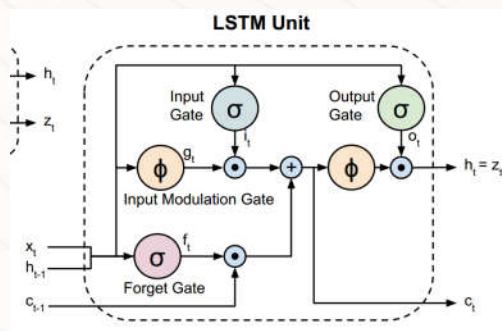 LSTM Unit
h_t
z_t
Input
Gate
σ
i_t
Output
Gate
σ
o_t
ϕ
g_t
+
ϕ
h_t = z_t
Input Modulation Gate
x_t
h_t-1
σ
f_t
Forget Gate
c_t-1
c_t